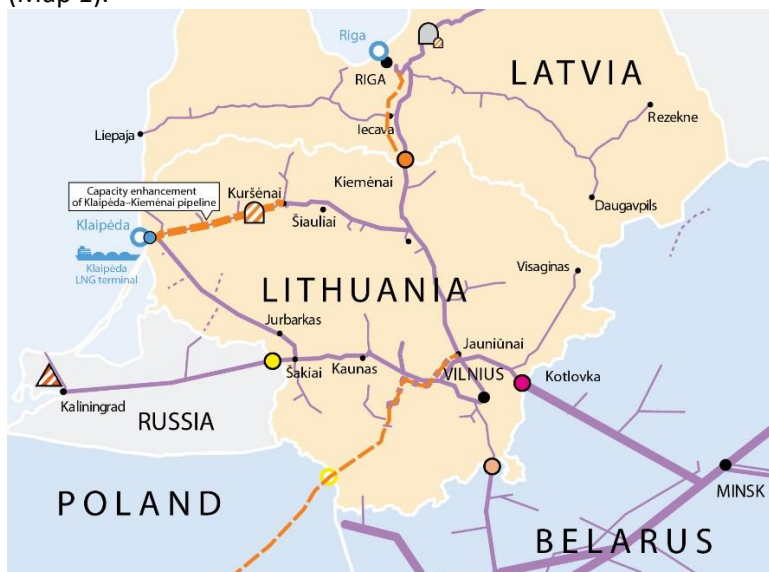 (Map 1).
Riga
RIGA
LATVIA
Rezekne
Iecava
Liepaja
Kiemėnai
Capacity enhancement
of Klaipėda–Kiemėnai pipeline
Kuršėnai
Daugavpils
Šiauliai
Klaipėda
Klaipėda
LNG terminal
Visaginas
LITHUANIA
Jurbarkas
Jauniūnai
Šakiai
Kaunas
VILNIUS
Kotlovka
Kaliningrad
RUSSIA
MINSK
POLAND
BELARUS